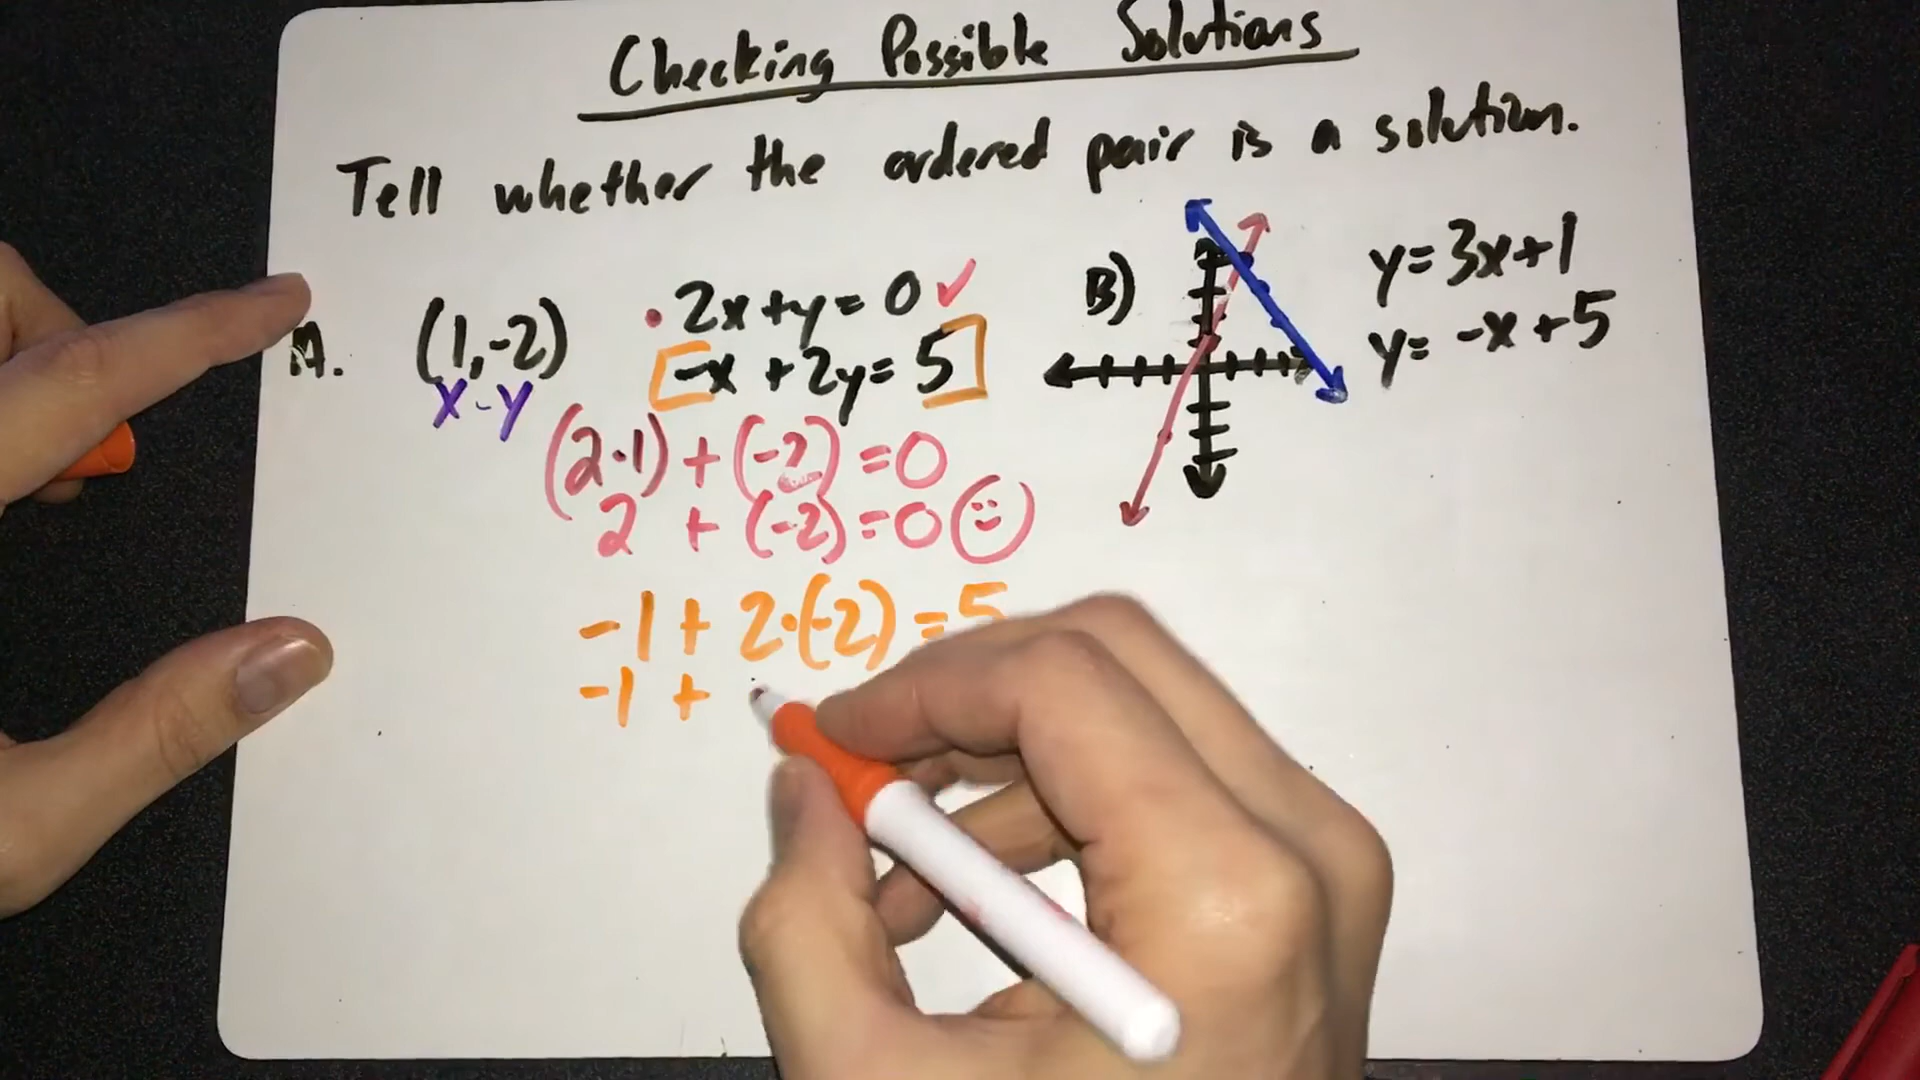 Checking Possible Solutions
Tell whether the ordered pair is a solution.
A. (1,-2)
x - y
2x+y=0 ✓
-x+2y=5
(2·1)+(-2)=0
2 + (-2)=0
-1 + 2·(-2)=5
-1 +
B)
y=3x+1
y=-x+5